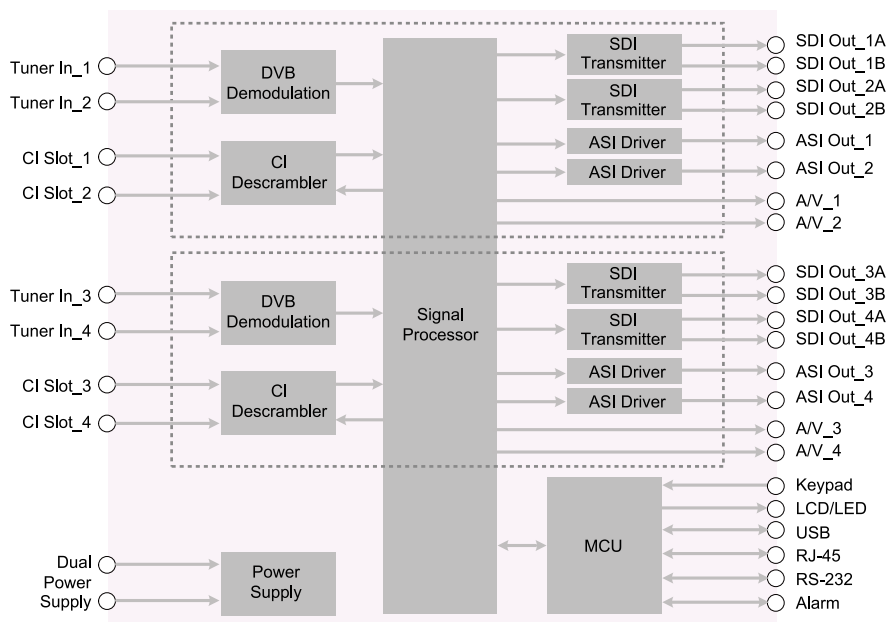 Tuner In_1
Tuner In_2
CI Slot_1
CI Slot_2
DVB
Demodulation
CI
Descrambler
SDI
Transmitter
SDI
Transmitter
ASI Driver
ASI Driver
SDI Out_1A
SDI Out_1B
SDI Out_2A
SDI Out_2B
ASI Out_1
ASI Out_2
A/V_1
A/V_2
Signal
Processor
Tuner In_3
Tuner In_4
CI Slot_3
CI Slot_4
DVB
Demodulation
CI
Descrambler
SDI
Transmitter
SDI
Transmitter
ASI Driver
ASI Driver
SDI Out_3A
SDI Out_3B
SDI Out_4A
SDI Out_4B
ASI Out_3
ASI Out_4
A/V_3
A/V_4
Dual
Power
Supply
Power
Supply
MCU
Keypad
LCD/LED
USB
RJ-45
RS-232
Alarm